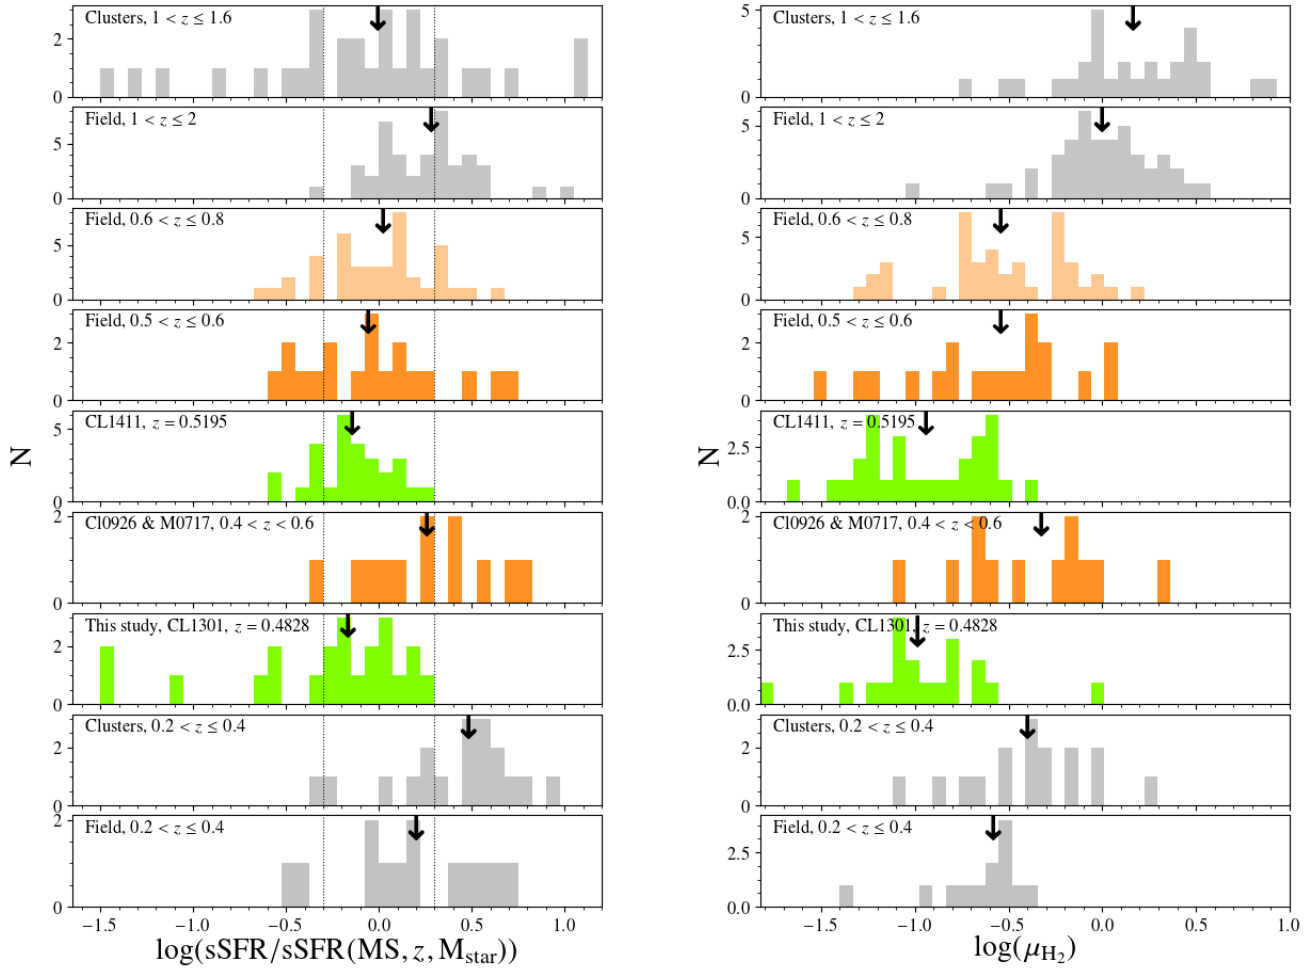 Clusters, 1 < z ≤ 1.6
2
0
Field, 1 < z ≤ 2
5
0
Field, 0.6 < z ≤ 0.8
5
0
Field, 0.5 < z ≤ 0.6
2
0
CL1411, z = 0.5195
5
0
N
Cl0926 & M0717, 0.4 < z < 0.6
2
0
This study, CL1301, z = 0.4828
2
0
Clusters, 0.2 < z ≤ 0.4
2
0
Field, 0.2 < z ≤ 0.4
2
0
−1.5 −1.0 −0.5 0.0 0.5 1.0
log(sSFR/sSFR(MS, z, M_star))
Clusters, 1 < z ≤ 1.6
5
0
Field, 1 < z ≤ 2
5
0
Field, 0.6 < z ≤ 0.8
5
0
Field, 0.5 < z ≤ 0.6
2
0
CL1411, z = 0.5195
2.5
0.0
N
Cl0926 & M0717, 0.4 < z < 0.6
2
0
This study, CL1301, z = 0.4828
2.5
0.0
Clusters, 0.2 < z ≤ 0.4
2
0
Field, 0.2 < z ≤ 0.4
2.5
0.0
−1.5 −1.0 −0.5 0.0 0.5 1.0
log(μ_H₂)